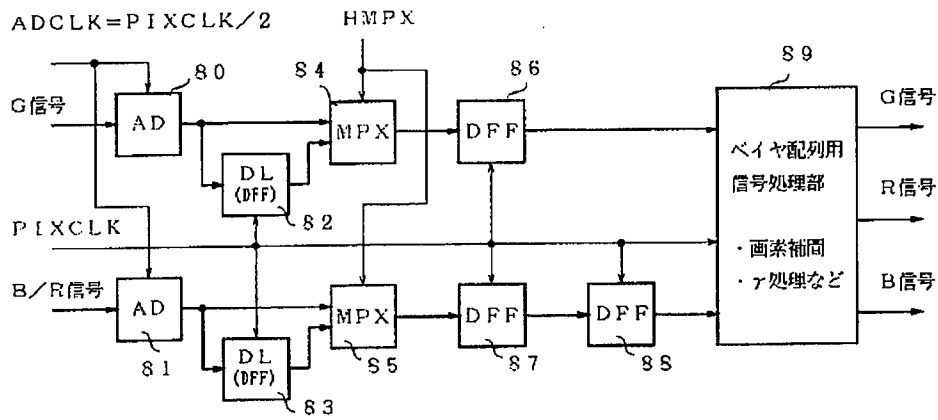 ADCLK=PIXCLK/2
HMPX
80
84
86
89
G信号
AD
MPX
DFF
G信号
ベイヤ配列用
信号処理部
DL
(DFF)
82
R信号
PIXCLK
・画素補間
・γ処理など
B/R信号
AD
MPX
DFF
DFF
B信号
81
DL
(DFF)
83
85
87
88